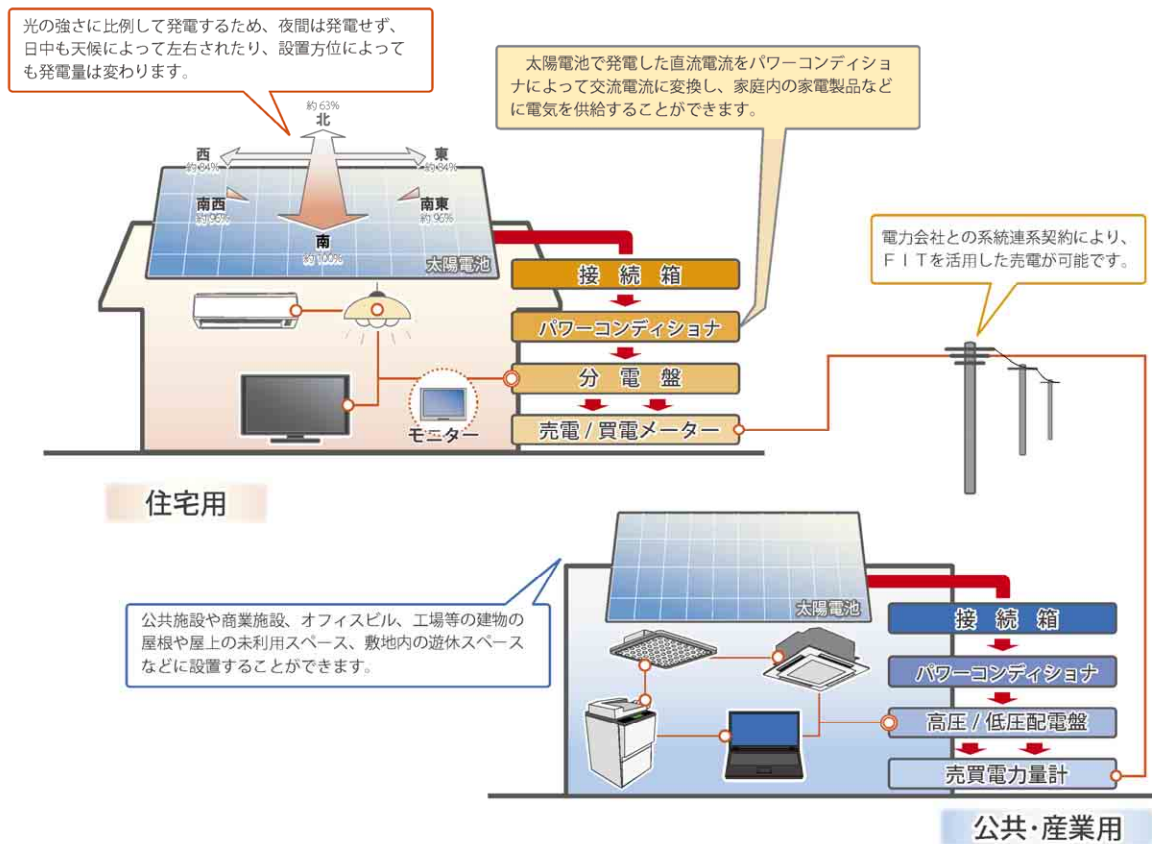 光の強さに比例して発電するため、夜間は発電せず、
日中も天候によって左右されたり、設置方位によって
も発電量は変わります。
太陽電池で発電した直流電流をパワーコンディショ
ナによって交流電流に変換し、家庭内の家電製品など
に電気を供給することができます。
約63%
北
西
約84%
東
約84%
南西
約96%
南東
約96%
南
約100%
太陽電池
接続箱
パワーコンディショナ
分電盤
売電/買電メーター
モニター
電力会社との系統連系契約により、
FITを活用した売電が可能です。
住宅用
公共施設や商業施設、オフィスビル、工場等の建物の
屋根や屋上の未利用スペース、敷地内の遊休スペース
などに設置することができます。
太陽電池
接続箱
パワーコンディショナ
高圧/低圧配電盤
売買電力量計
公共・産業用